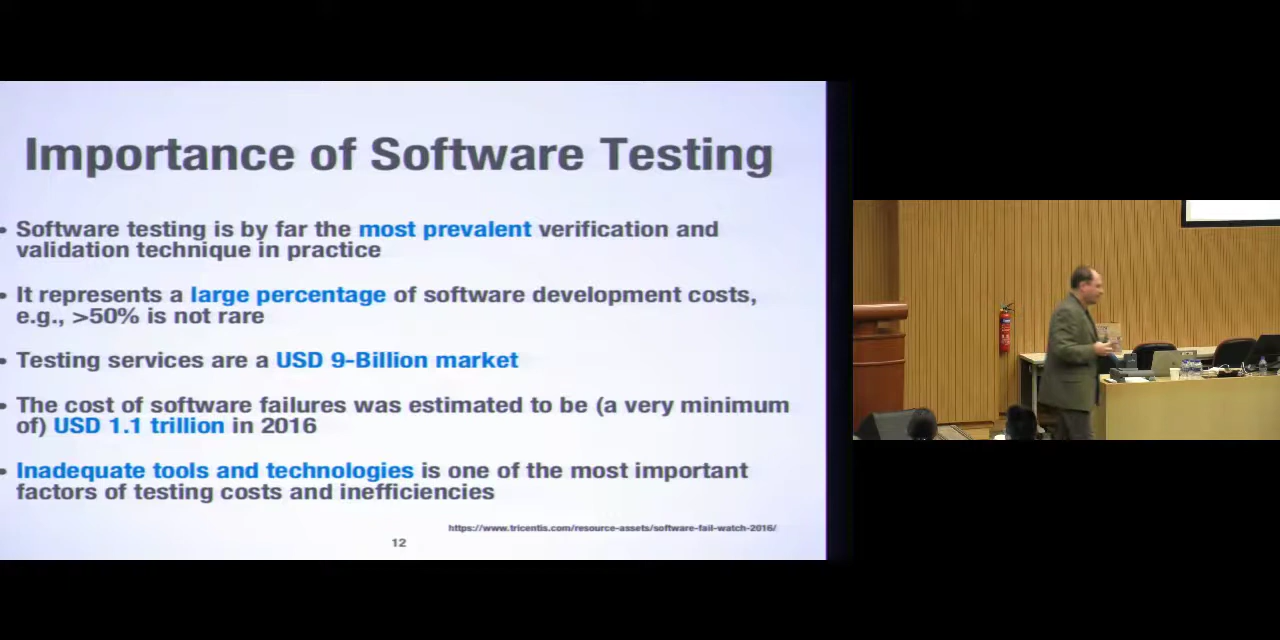 Importance of Software Testing
• Software testing is by far the most prevalent verification and
validation technique in practice
• It represents a large percentage of software development costs,
e.g., >50% is not rare
• Testing services are a USD 9-Billion market
• The cost of software failures was estimated to be (a very minimum
of) USD 1.1 trillion in 2016
• Inadequate tools and technologies is one of the most important
factors of testing costs and inefficiencies
https://www.tricentis.com/resource-assets/software-fail-watch-2016/
12